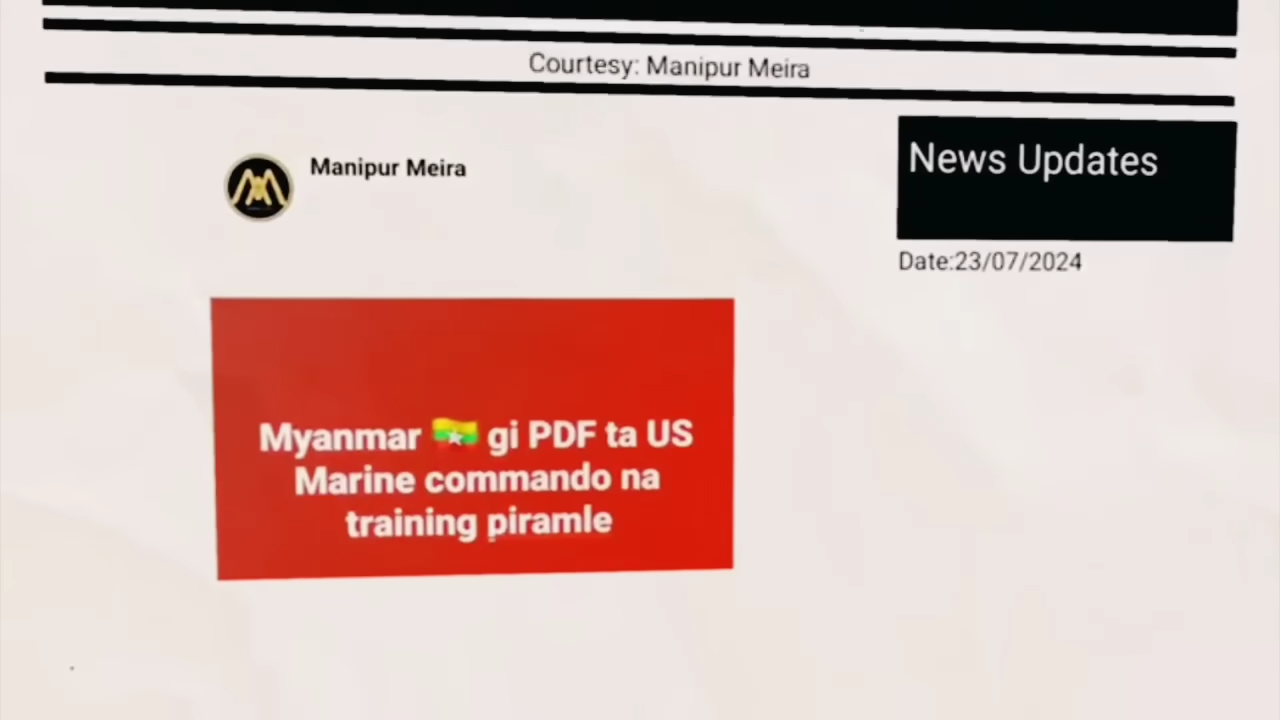 Courtesy: Manipur Meira
Manipur Meira
News Updates
Date:23/07/2024
Myanmar 🇲🇲 gi PDF ta US
Marine commando na
training piramle